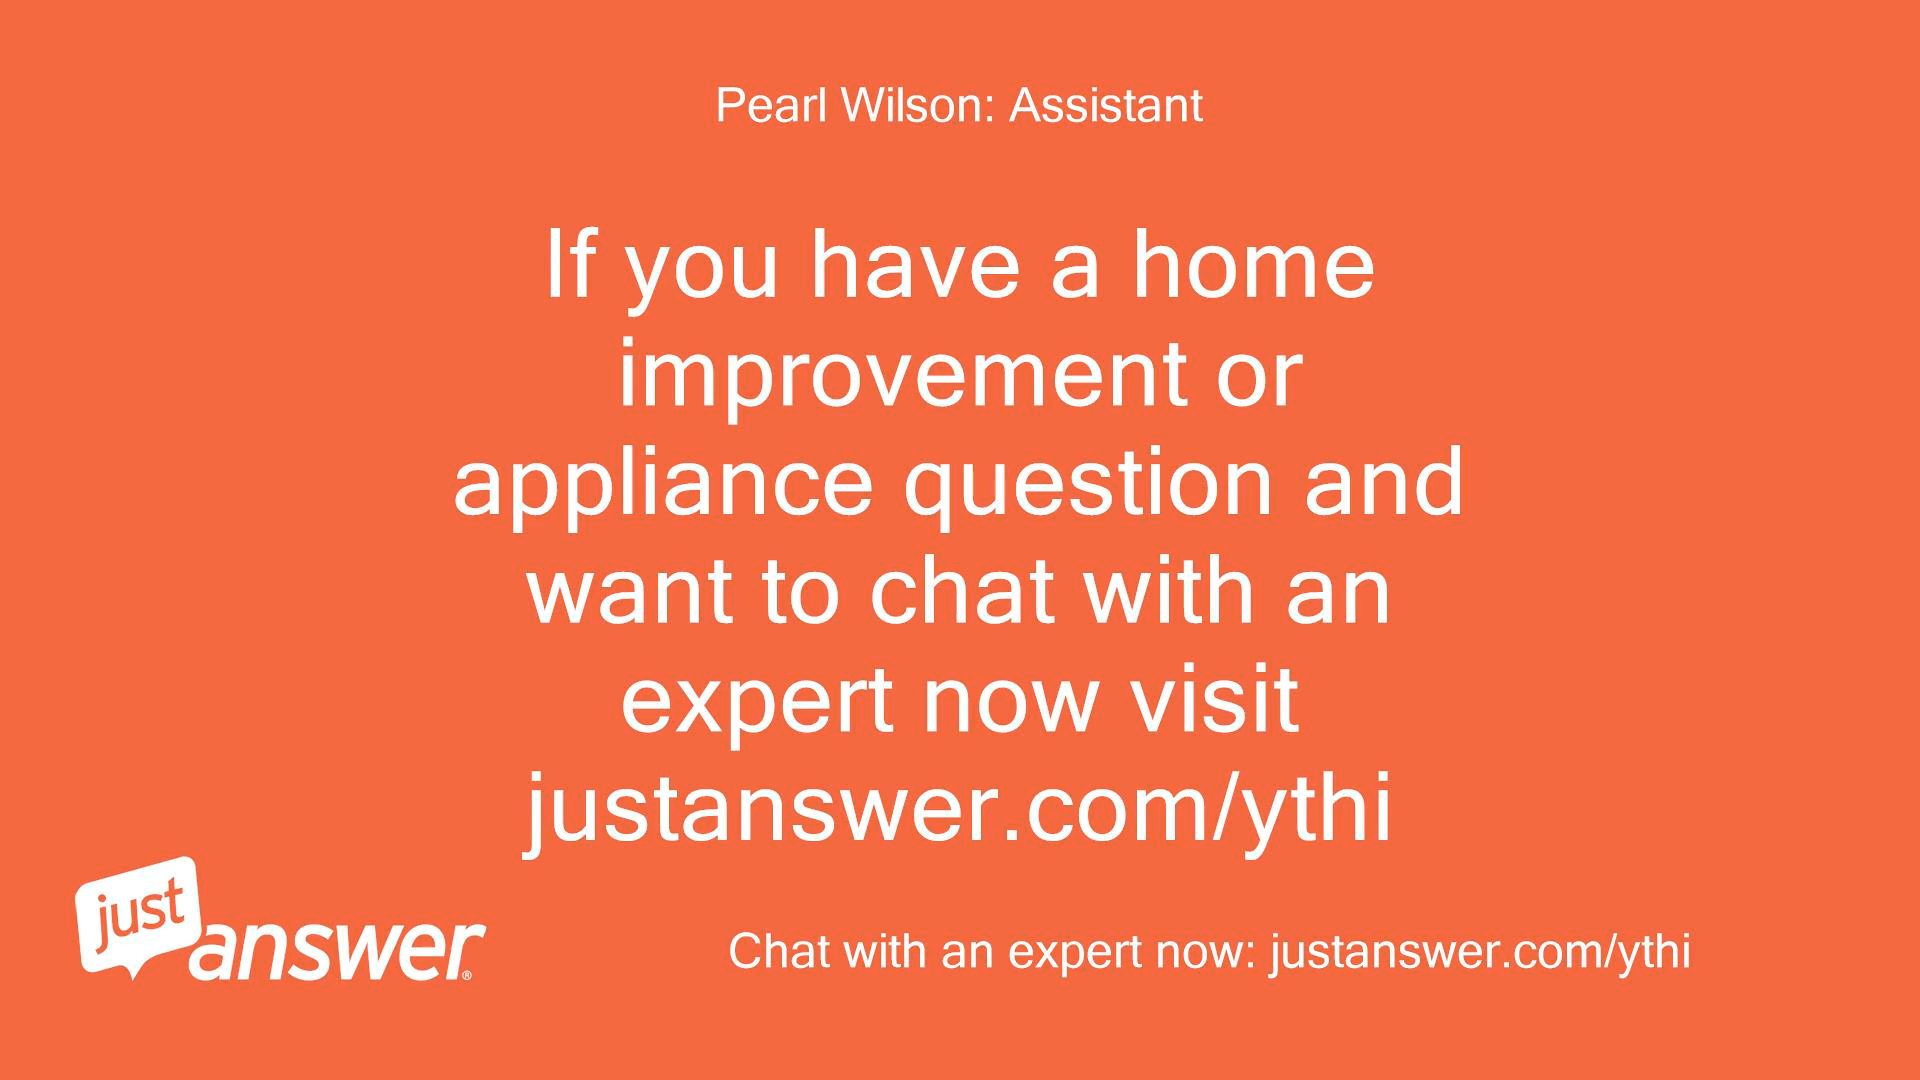 Pearl Wilson: Assistant
If you have a home
improvement or
appliance question and
want to chat with an
expert now visit
justanswer.com/ythi
just
answer®
Chat with an expert now: justanswer.com/ythi